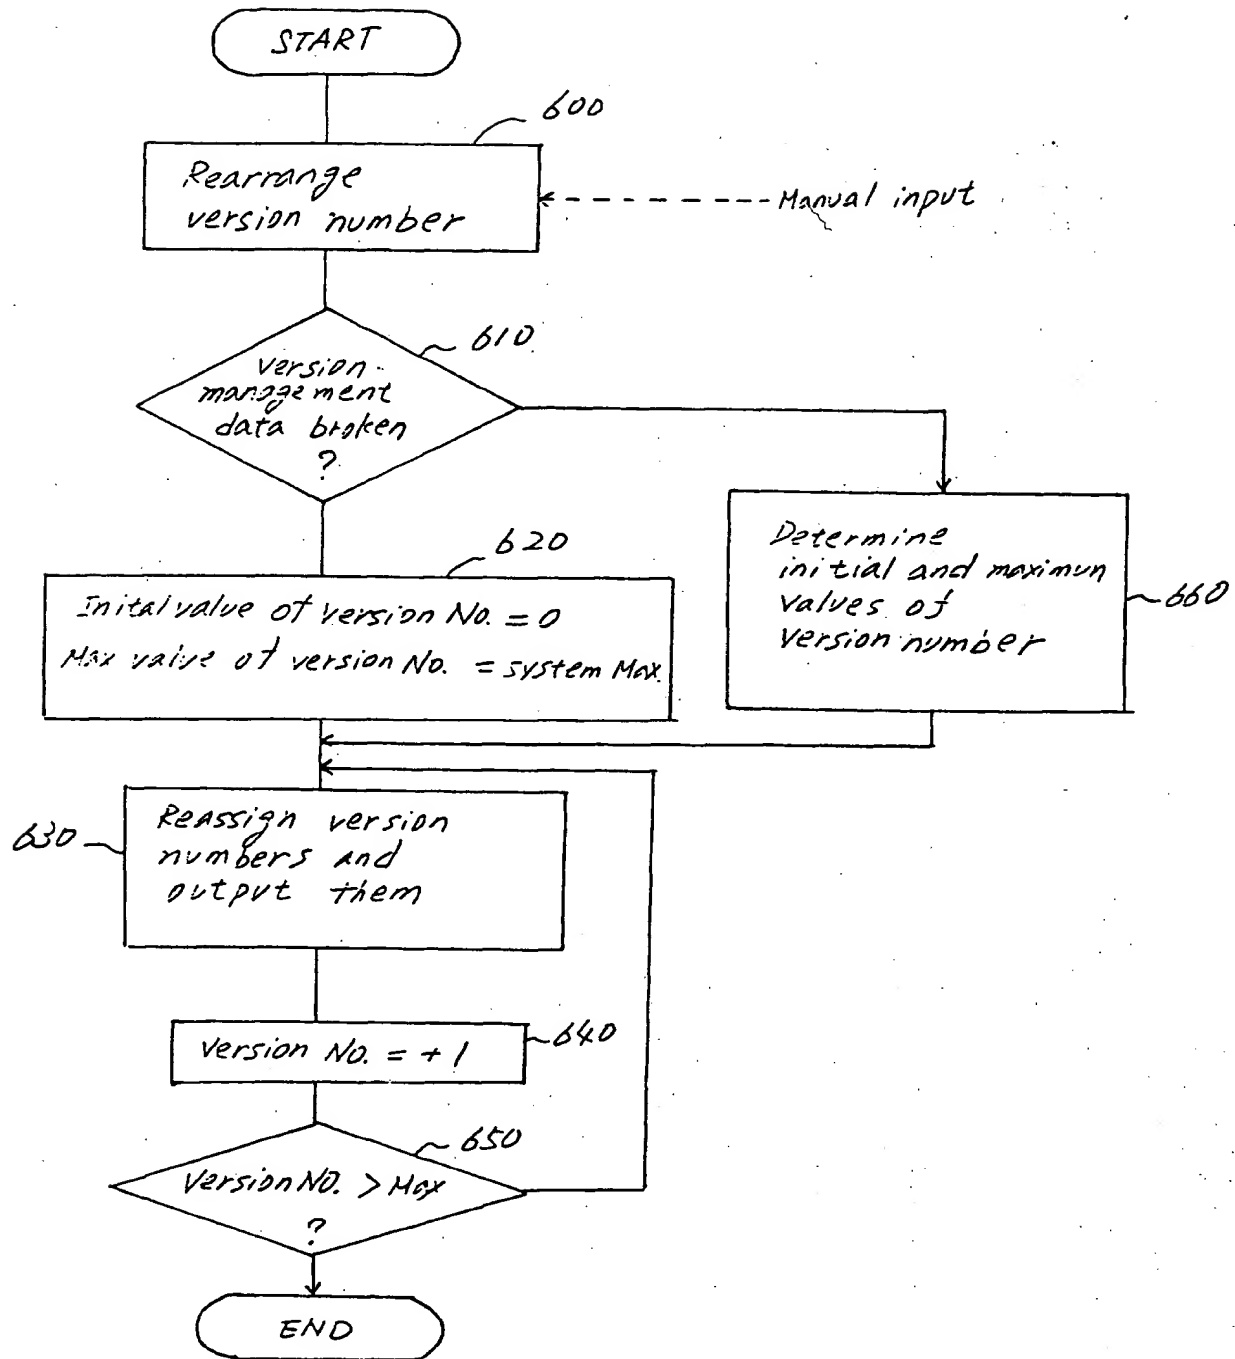 START
600
Rearrange
version number
Manual input
610
Version
management
data broken
?
620
Inital value of version No. = 0
Max value of version No. = system Max.
Determine
initial and maximun
values of
version number
660
630
Reassign version
numbers and
output them
Version No. = + 1
640
650
Version NO. > Max
?
END